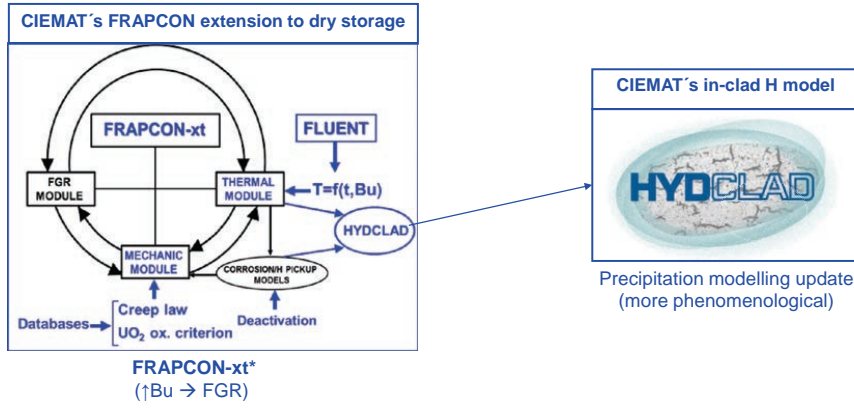 CIEMAT´s FRAPCON extension to dry storage
FRAPCON-xt
FLUENT
FGR
MODULE
THERMAL
MODULE
T=f(t,Bu)
HYDCLAD
MECHANIC
MODULE
CORROSION/H PICKUP
MODELS
Databases
Creep law
UO₂ ox. criterion
Deactivation
FRAPCON-xt*
(↑Bu → FGR)
CIEMAT´s in-clad H model
HYDCLAD
Precipitation modelling update
(more phenomenological)